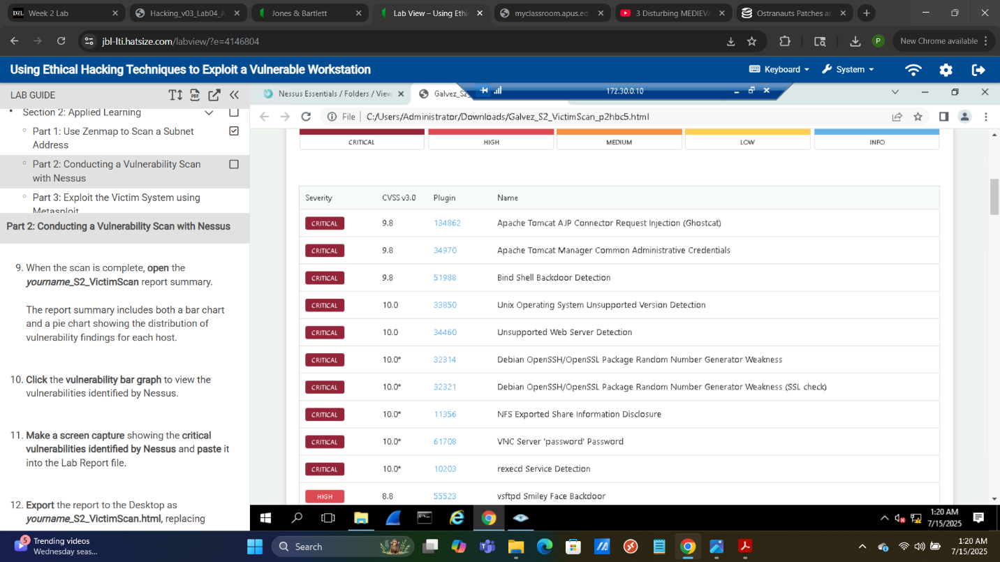 Week 2 Lab
Hacking_v03_Lab04_A
Jones & Bartlett
Lab View – Using Ethi
myclassroom.apus.ed
3 Disturbing MEDIEVA
Ostranauts Patches a
jbl-lti.hatsize.com/labview/?e=4146804
P
New Chrome available
Using Ethical Hacking Techniques to Exploit a Vulnerable Workstation
Keyboard
System
LAB GUIDE
Section 2: Applied Learning
Part 1: Use Zenmap to Scan a Subnet
Address
Part 2: Conducting a Vulnerability Scan
with Nessus
Part 3: Exploit the Victim System using
Metasploit
Part 2: Conducting a Vulnerability Scan with Nessus
9. When the scan is complete, open the
yourname_S2_VictimScan report summary.
The report summary includes both a bar chart
and a pie chart showing the distribution of
vulnerability findings for each host.
10. Click the vulnerability bar graph to view the
vulnerabilities identified by Nessus.
11. Make a screen capture showing the critical
vulnerabilities identified by Nessus and paste it
into the Lab Report file.
12. Export the report to the Desktop as
yourname_S2_VictimScan.html, replacing
Nessus Essentials / Folders / View
Galvez_S2_
172.30.0.10
File
C:/Users/Administrator/Downloads/Galvez_S2_VictimScan_p2hbc5.html
CRITICAL HIGH MEDIUM LOW INFO
Severity CVSS v3.0 Plugin Name
CRITICAL 9.8 134862 Apache Tomcat AJP Connector Request Injection (Ghostcat)
CRITICAL 9.8 34970 Apache Tomcat Manager Common Administrative Credentials
CRITICAL 9.8 51988 Bind Shell Backdoor Detection
CRITICAL 10.0 33850 Unix Operating System Unsupported Version Detection
CRITICAL 10.0 34460 Unsupported Web Server Detection
CRITICAL 10.0* 32314 Debian OpenSSH/OpenSSL Package Random Number Generator Weakness
CRITICAL 10.0* 32321 Debian OpenSSH/OpenSSL Package Random Number Generator Weakness (SSL check)
CRITICAL 10.0* 11356 NFS Exported Share Information Disclosure
CRITICAL 10.0* 61708 VNC Server 'password' Password
CRITICAL 10.0* 10203 rexecd Service Detection
HIGH 8.8 55523 vsftpd Smiley Face Backdoor
1:20 AM
7/15/2025
5
Trending videos
Wednesday seas...
Search
1:20 AM
7/15/2025